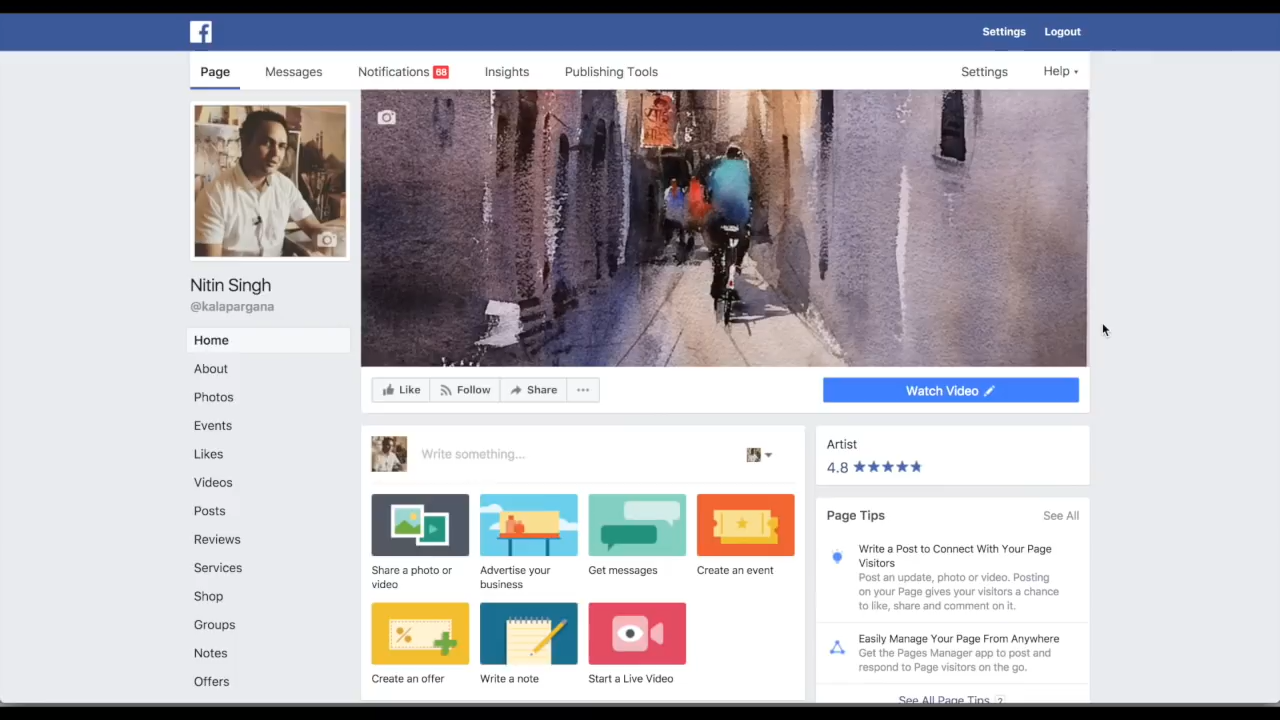 Settings Logout
Page Messages Notifications 68 Insights Publishing Tools Settings Help
Nitin Singh
@kalapargana
Home
About
Photos
Events
Likes
Videos
Posts
Reviews
Services
Shop
Groups
Notes
Offers
Like Follow Share ...
Watch Video
Write something...
Share a photo or
video
Advertise your
business
Get messages
Create an event
Create an offer
Write a note
Start a Live Video
Artist
4.8
Page Tips See All
Write a Post to Connect With Your Page
Visitors
Post an update, photo or video. Posting
on your Page gives your visitors a chance
to like, share and comment on it.
Easily Manage Your Page From Anywhere
Get the Pages Manager app to post and
respond to Page visitors on the go.
See All Page Tips ?